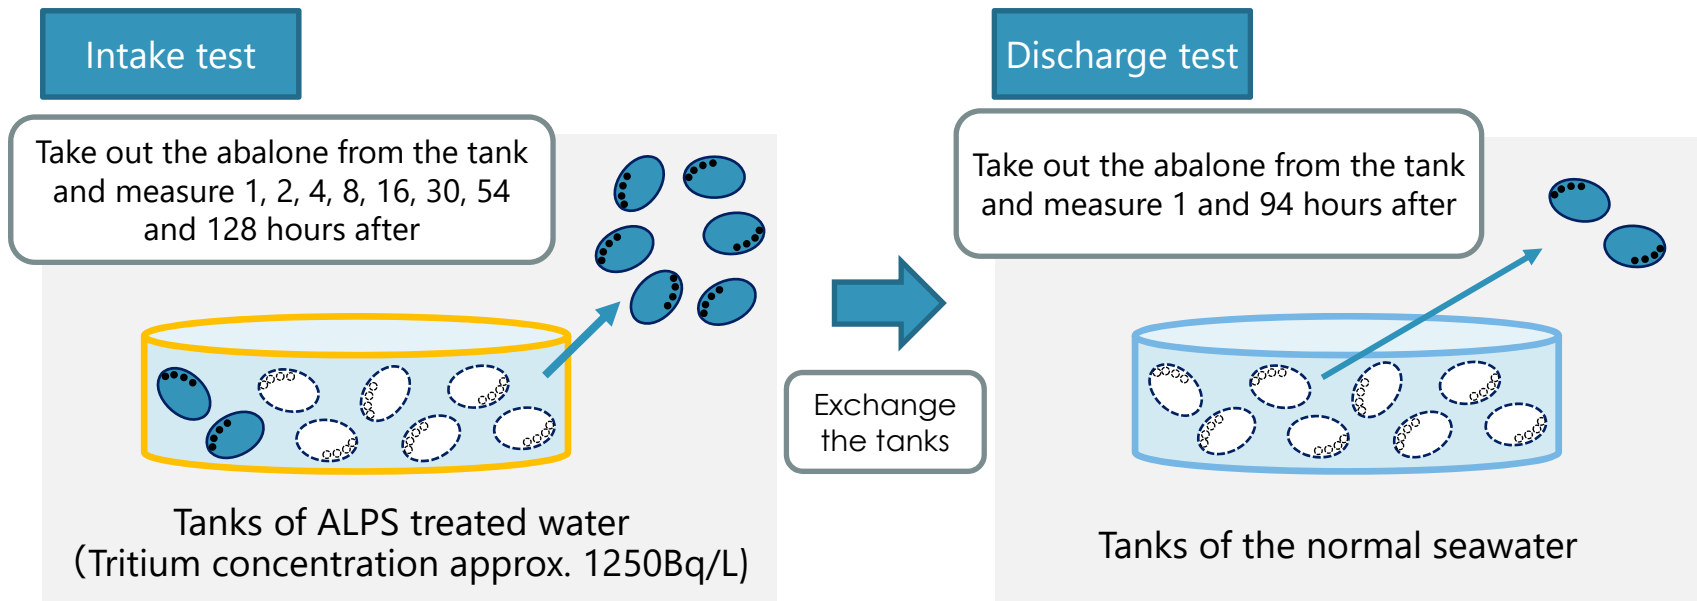 Intake test
Take out the abalone from the tank
and measure 1, 2, 4, 8, 16, 30, 54
and 128 hours after
Tanks of ALPS treated water
（Tritium concentration approx. 1250Bq/L)
Exchange
the tanks
Discharge test
Take out the abalone from the tank
and measure 1 and 94 hours after
Tanks of the normal seawater